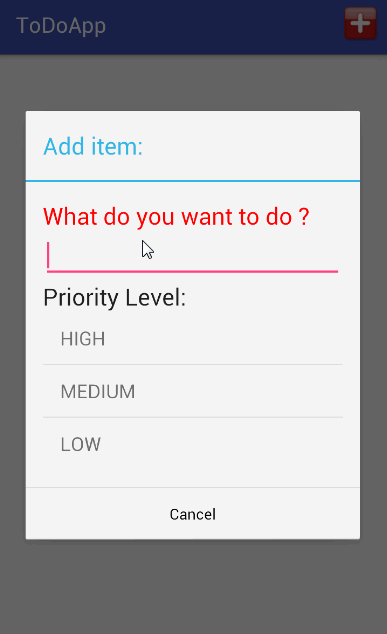 ToDoApp
Add item:
What do you want to do ?
Priority Level:
HIGH
MEDIUM
LOW
Cancel